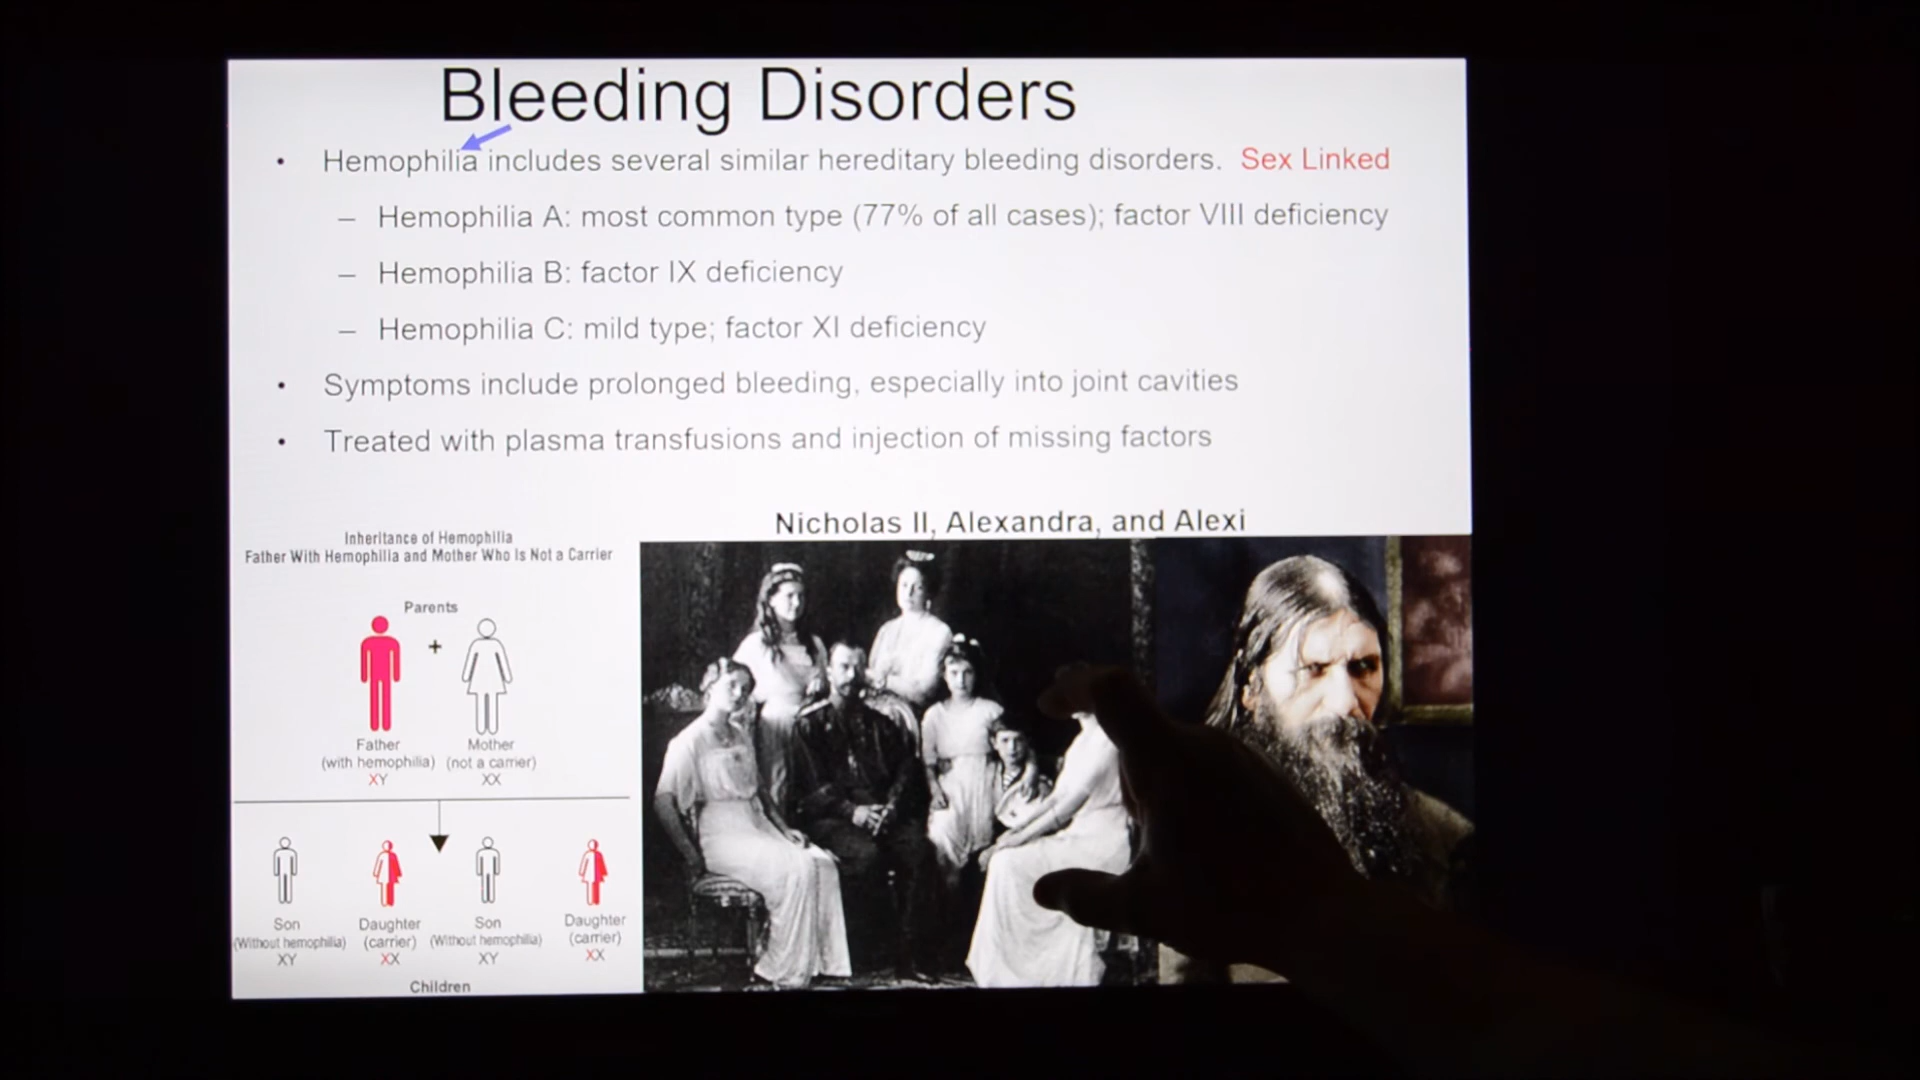 Bleeding Disorders
• Hemophilia includes several similar hereditary bleeding disorders. Sex Linked
– Hemophilia A: most common type (77% of all cases); factor VIII deficiency
– Hemophilia B: factor IX deficiency
– Hemophilia C: mild type; factor XI deficiency
• Symptoms include prolonged bleeding, especially into joint cavities
• Treated with plasma transfusions and injection of missing factors
Inheritance of Hemophilia
Father With Hemophilia and Mother Who Is Not a Carrier
Parents
+
Father
(with hemophilia)
XY
Mother
(not a carrier)
XX
Son
(Without hemophilia)
XY
Daughter
(carrier)
XX
Son
(Without hemophilia)
XY
Daughter
(carrier)
XX
Children
Nicholas II, Alexandra, and Alexi